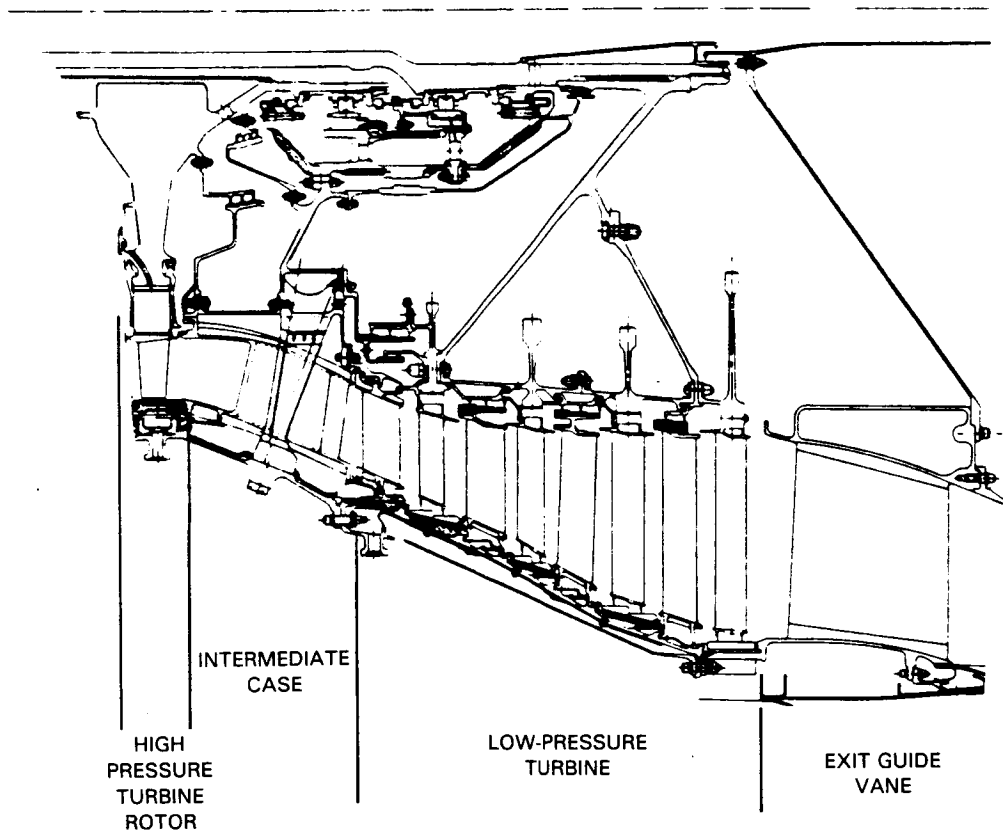 INTERMEDIATE
CASE
HIGH
PRESSURE
TURBINE
ROTOR
LOW-PRESSURE
TURBINE
EXIT GUIDE
VANE